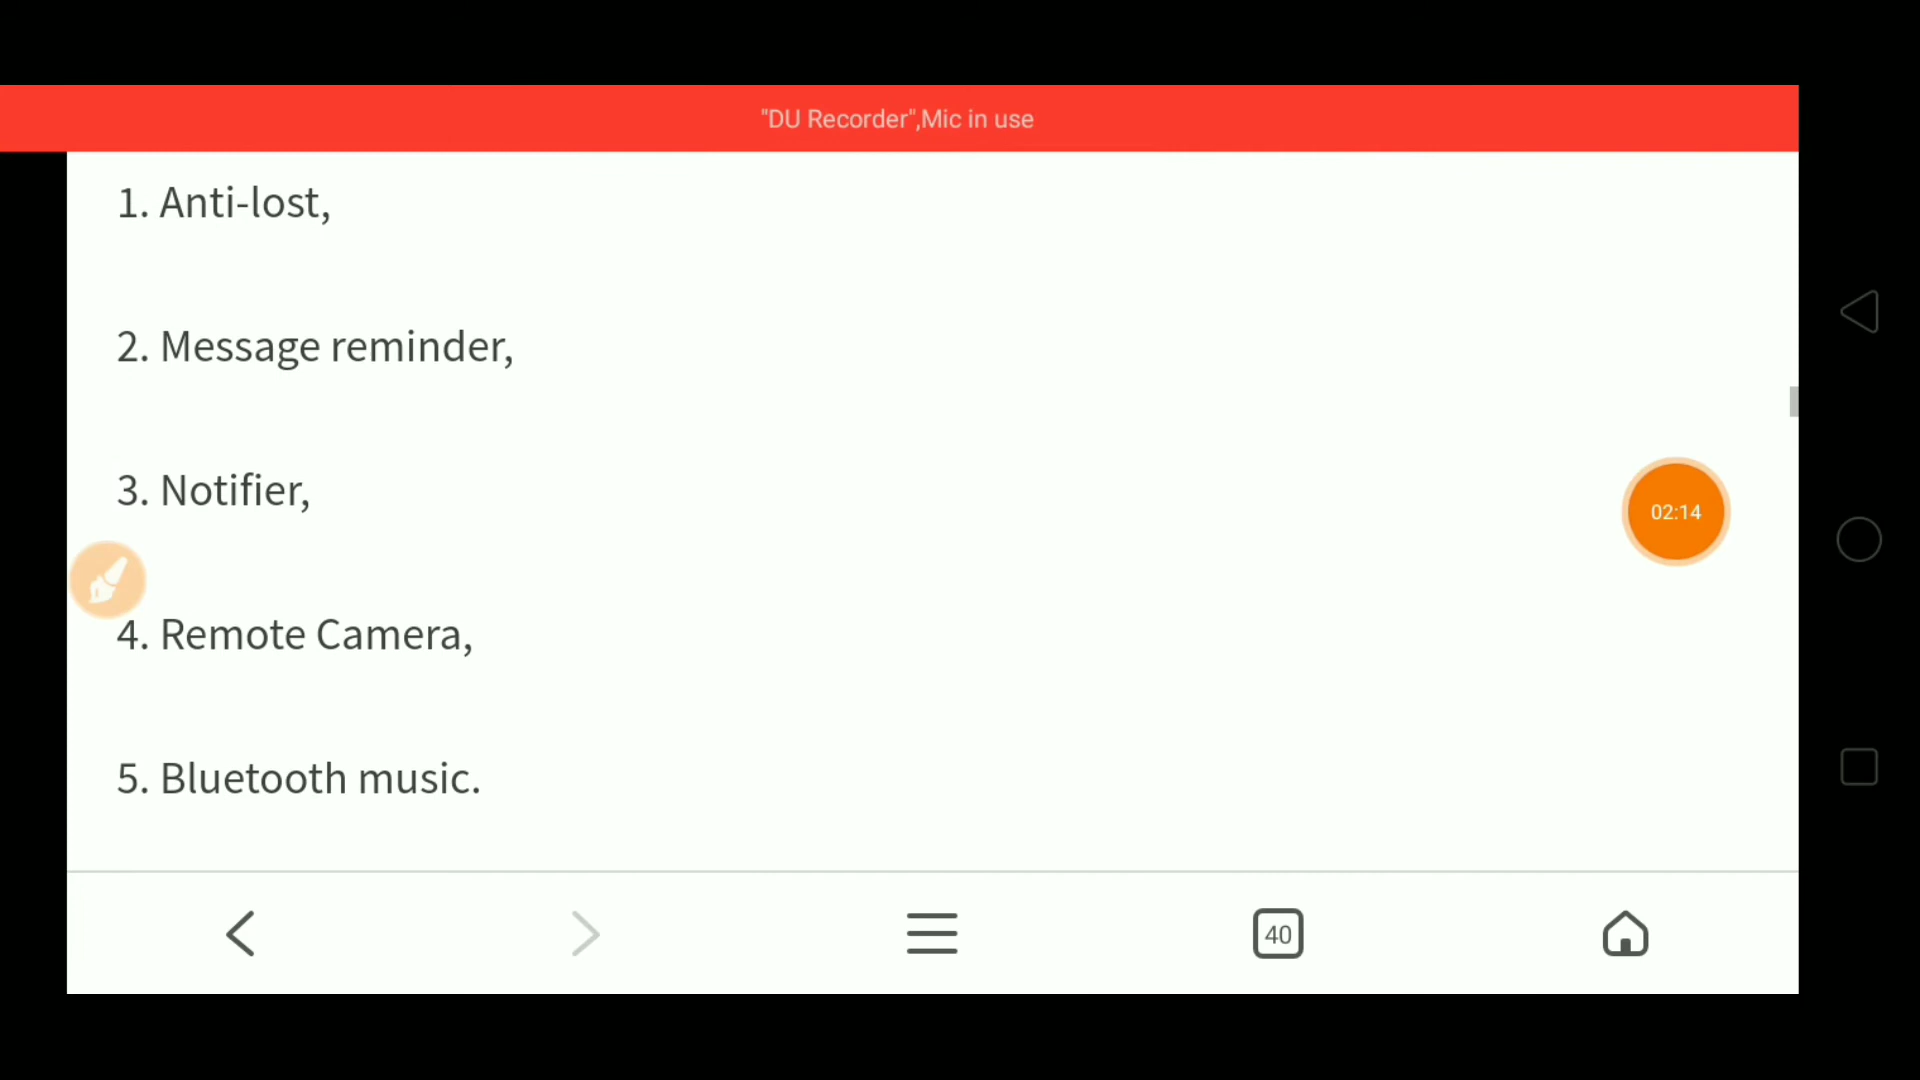 "DU Recorder",Mic in use
1. Anti-lost,
2. Message reminder,
3. Notifier,
02:14
4. Remote Camera,
5. Bluetooth music.
40